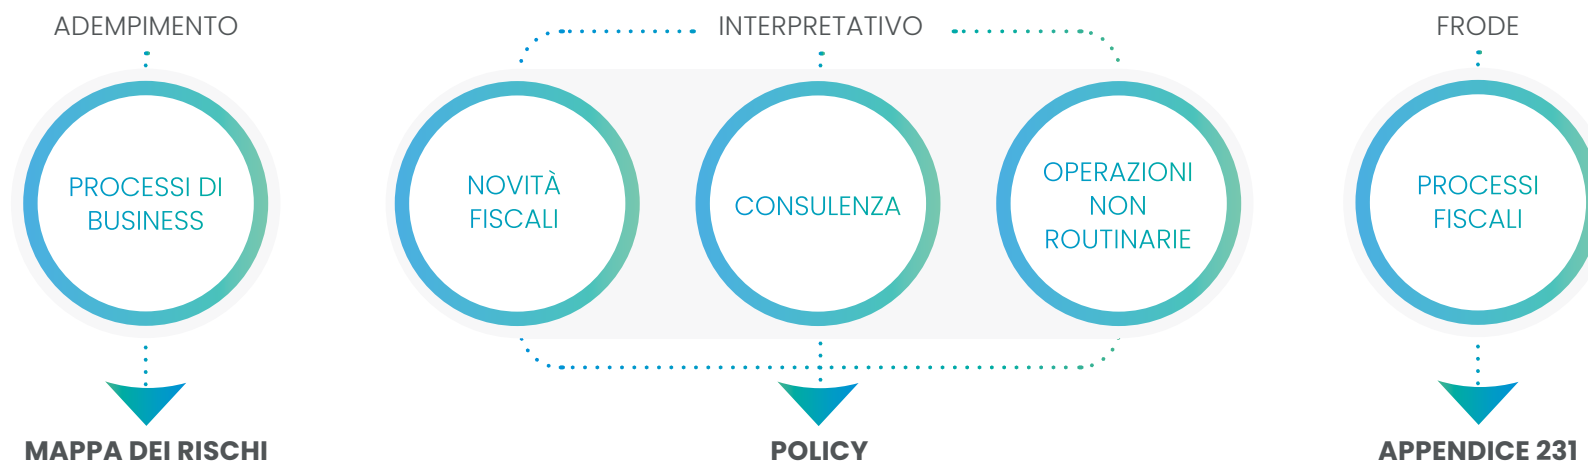 ADEMPIMENTO
INTERPRETATIVO
FRODE
PROCESSI DI
BUSINESS
NOVITÀ
FISCALI
CONSULENZA
OPERAZIONI
NON
ROUTINARIE
PROCESSI
FISCALI
MAPPA DEI RISCHI
POLICY
APPENDICE 231